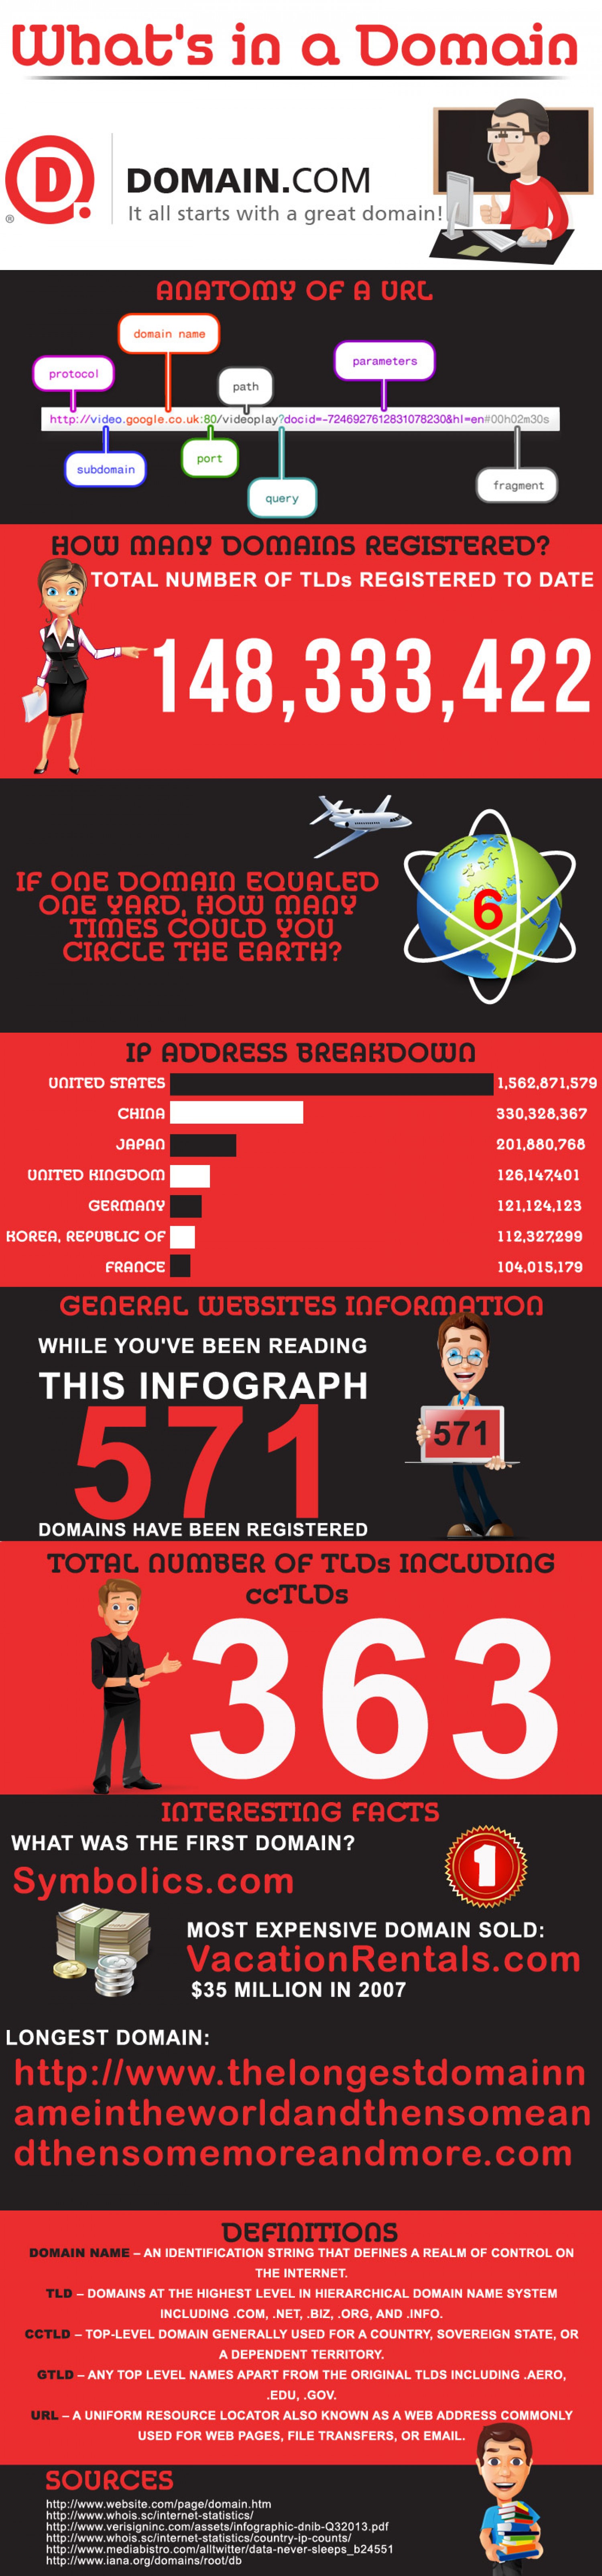 What's in a Domain
D
®
DOMAIN.COM
It all starts with a great domain!
ANATOMY OF A URL
domain name
protocol
path
parameters
http://video.google.co.uk:80/videoplay?docid=-7246927612831078230&hl=en#00h02m30s
subdomain
port
query
fragment
HOW MANY DOMAINS REGISTERED?
TOTAL NUMBER OF TLDs REGISTERED TO DATE
148,333,422
IF ONE DOMAIN EQUALED
ONE YARD, HOW MANY
TIMES COULD YOU
CIRCLE THE EARTH?
6
IP ADDRESS BREAKDOWN
UNITED STATES 1,562,871,579
CHINA 330,328,367
JAPAN 201,880,768
UNITED KINGDOM 126,147,401
GERMANY 121,124,123
KOREA, REPUBLIC OF 112,327,299
FRANCE 104,015,179
GENERAL WEBSITES INFORMATION
WHILE YOU'VE BEEN READING
THIS INFOGRAPH
571
571
DOMAINS HAVE BEEN REGISTERED
TOTAL NUMBER OF TLDs INCLUDING
ccTLDs
363
INTERESTING FACTS
WHAT WAS THE FIRST DOMAIN?
1
Symbolics.com
MOST EXPENSIVE DOMAIN SOLD:
VacationRentals.com
$35 MILLION IN 2007
LONGEST DOMAIN:
http://www.thelongestdomainn
ameintheworldandthensomean
dthensomemoreandmore.com
DEFINITIONS
DOMAIN NAME – AN IDENTIFICATION STRING THAT DEFINES A REALM OF CONTROL ON
THE INTERNET.
TLD – DOMAINS AT THE HIGHEST LEVEL IN HIERARCHICAL DOMAIN NAME SYSTEM
INCLUDING .COM, .NET, .BIZ, .ORG, AND .INFO.
CCTLD – TOP-LEVEL DOMAIN GENERALLY USED FOR A COUNTRY, SOVEREIGN STATE, OR
A DEPENDENT TERRITORY.
GTLD – ANY TOP LEVEL NAMES APART FROM THE ORIGINAL TLDS INCLUDING .AERO,
.EDU, .GOV.
URL – A UNIFORM RESOURCE LOCATOR ALSO KNOWN AS A WEB ADDRESS COMMONLY
USED FOR WEB PAGES, FILE TRANSFERS, OR EMAIL.
SOURCES
http://www.website.com/page/domain.htm
http://www.whois.sc/internet-statistics/
http://www.verisigninc.com/assets/infographic-dnib-Q32013.pdf
http://www.whois.sc/internet-statistics/country-ip-counts/
http://www.mediabistro.com/alltwitter/data-never-sleeps_b24551
http://www.iana.org/domains/root/db